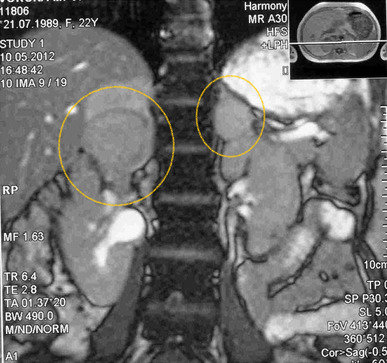 11806
*21.07.1989, F, 22Y
STUDY 1
10.05.2012
16:48:42
10 IMA 9 / 19
Harmony
MR A30
HFS
+LPH
RP
MF 1.63
TR 6.4
TE 2.8
TA 01:37*20
BW 490.0
M/ND/NORM
A1
10cm
TP 0
SP P30.
SL 5.0
FoV 413*440
360*512
Cor>Sag(-0.5